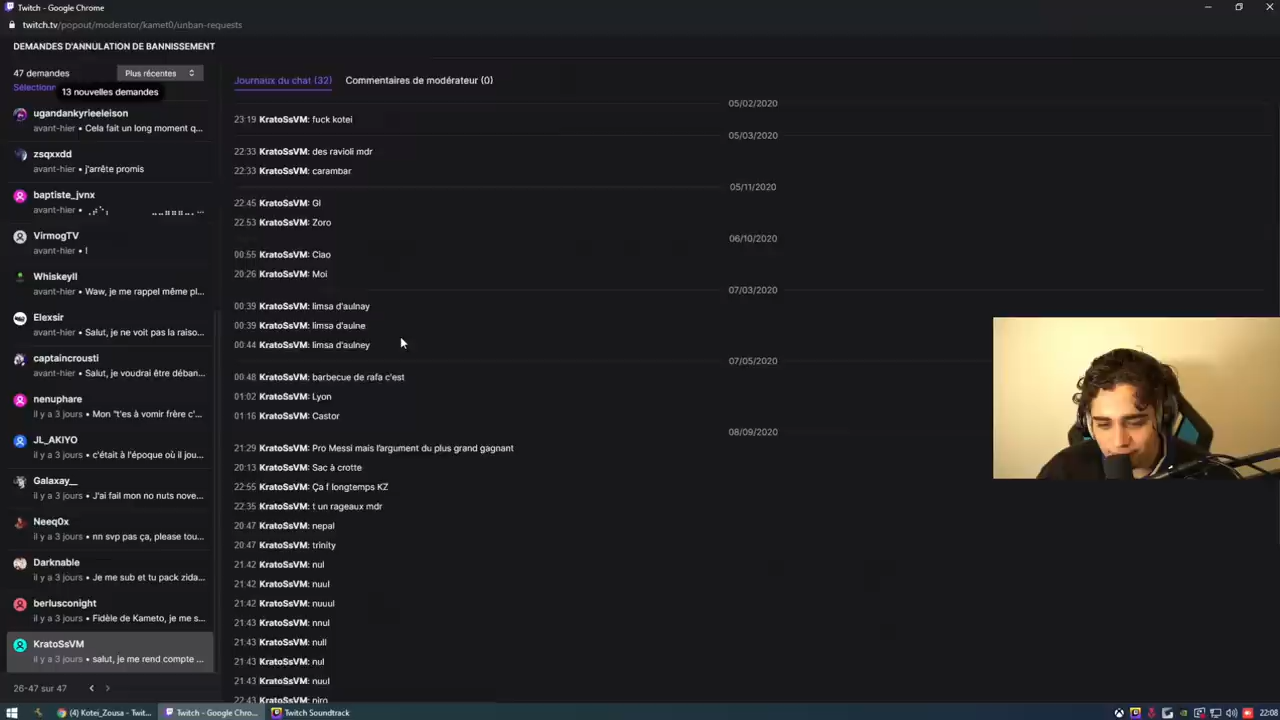 Twitch - Google Chrome
twitch.tv/popout/moderator/kamet0/unban-requests
DEMANDES D'ANNULATION DE BANNISSEMENT
47 demandes
Plus récentes
Sélection
13 nouvelles demandes
ugandankyrieeleison
avant-hier • Cela fait un long moment q...
zsqxxdd
avant-hier • j'arrête promis
baptiste_jvnx
avant-hier •
VirmogTV
avant-hier • !
Whiskeyll
avant-hier • Waw, je me rappel même pl...
Elexsir
avant-hier • Salut, je ne voit pas la raiso...
captaincrousti
avant-hier • Salut, je voudrai être déban...
nenuphare
il y a 3 jours • Mon "t'es à vomir frère c'...
JL_AKIYO
il y a 3 jours • c'était à l'époque où il jou...
Galaxay__
il y a 3 jours • J'ai fail mon no nuts nove...
Neeq0x
il y a 3 jours • nn svp pas ça, please tou...
Darknable
il y a 3 jours • Je me sub et tu pack zida...
berlusconight
il y a 3 jours • Fidèle de Kameto, je me s...
KratoSsVM
il y a 3 jours • salut, je me rend compte ...
26-47 sur 47
Journaux du chat (32)
Commentaires de modérateur (0)
05/02/2020
23:19 KratoSsVM: fuck kotei
05/03/2020
22:33 KratoSsVM: des ravioli mdr
22:33 KratoSsVM: carambar
05/11/2020
22:45 KratoSsVM: Gl
22:53 KratoSsVM: Zoro
06/10/2020
00:55 KratoSsVM: Ciao
20:26 KratoSsVM: Moi
07/03/2020
00:39 KratoSsVM: limsa d'aulnay
00:39 KratoSsVM: limsa d'aulne
00:44 KratoSsVM: limsa d'aulney
07/05/2020
00:48 KratoSsVM: barbecue de rafa c'est
01:02 KratoSsVM: Lyon
01:16 KratoSsVM: Castor
08/09/2020
21:29 KratoSsVM: Pro Messi mais l'argument du plus grand gagnant
20:13 KratoSsVM: Sac à crotte
22:55 KratoSsVM: Ça f longtemps KZ
22:35 KratoSsVM: t un rageaux mdr
20:47 KratoSsVM: nepal
20:47 KratoSsVM: trinity
21:42 KratoSsVM: nul
21:42 KratoSsVM: nuul
21:42 KratoSsVM: nuuul
21:43 KratoSsVM: nnul
21:43 KratoSsVM: null
21:43 KratoSsVM: nul
21:43 KratoSsVM: nuul
22:43 KratoSsVM: niro
(4) Kotei_Zousa - Twit...
Twitch - Google Chro...
Twitch Soundtrack
22:08